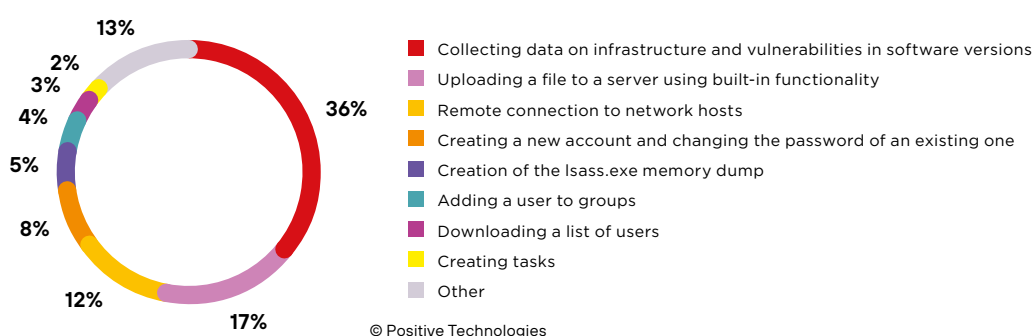 13%
2%
3%
4%
5%
8%
12%
17%
36%
Collecting data on infrastructure and vulnerabilities in software versions
Uploading a file to a server using built-in functionality
Remote connection to network hosts
Creating a new account and changing the password of an existing one
Creation of the lsass.exe memory dump
Adding a user to groups
Downloading a list of users
Creating tasks
Other
© Positive Technologies